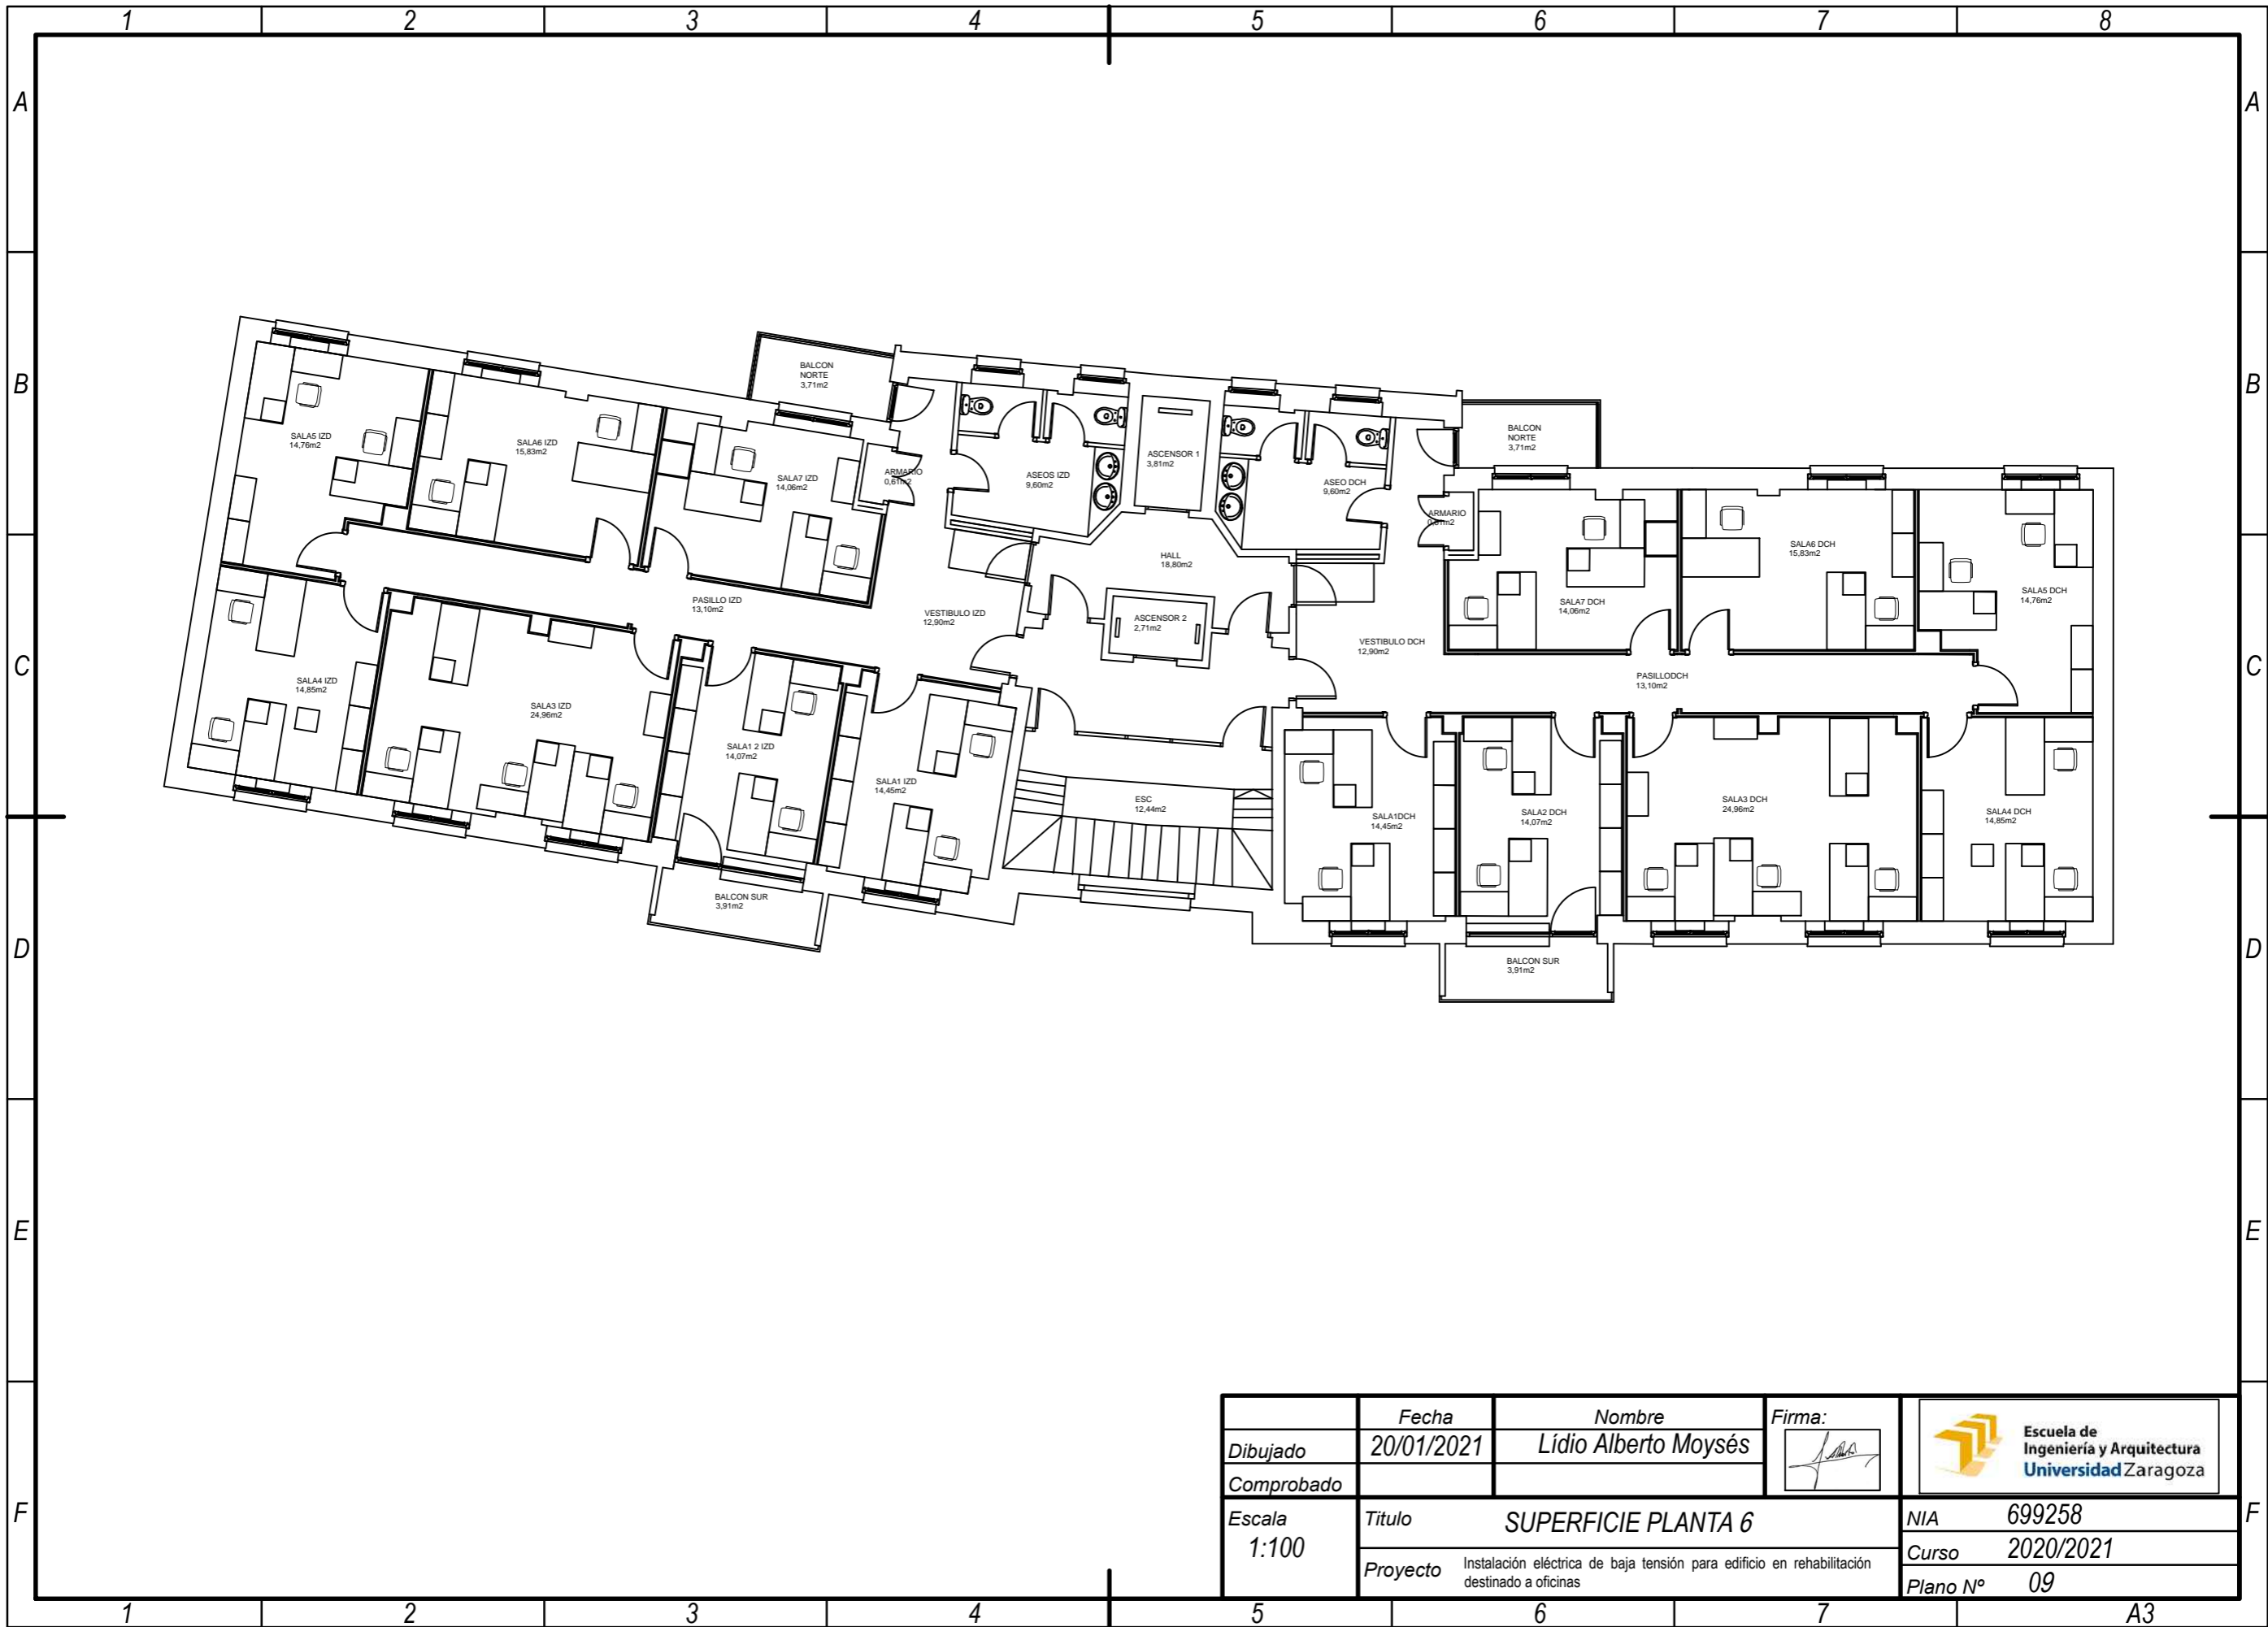 1 2 3 4 5 6 7 8
A A
B B
C C
D D
E E
F F
BALCON
NORTE
3,71m2
SALA5 IZD
14,76m2
SALA6 IZD
15,83m2
SALA7 IZD
14,06m2
ARMARIO
0,61m2
ASEOS IZD
9,60m2
ASCENSOR 1
3,81m2
ASEO DCH
9,60m2
BALCON
NORTE
3,71m2
ARMARIO
SALA6 DCH
15,83m2
HALL
18,80m2
SALA7 DCH
14,06m2
SALA5 DCH
14,76m2
PASILLO IZD
13,10m2
VESTIBULO IZD
12,90m2
ASCENSOR 2
2,71m2
VESTIBULO DCH
12,90m2
PASILLODCH
13,10m2
SALA4 IZD
14,85m2
SALA3 IZD
24,96m2
SALA1 2 IZD
14,07m2
SALA1 IZD
14,45m2
ESC
12,44m2
SALA1DCH
14,45m2
SALA2 DCH
14,07m2
SALA3 DCH
24,96m2
SALA4 DCH
14,85m2
BALCON SUR
3,91m2
BALCON SUR
3,91m2
Fecha Nombre Firma:
Dibujado 20/01/2021 Lídio Alberto Moysés
Comprobado
Escuela de
Ingeniería y Arquitectura
Universidad Zaragoza
Escala
1:100
Titulo SUPERFICIE PLANTA 6
Proyecto Instalación eléctrica de baja tensión para edificio en rehabilitación
destinado a oficinas
NIA 699258
Curso 2020/2021
Plano Nº 09
1 2 3 4 5 6 7 A3